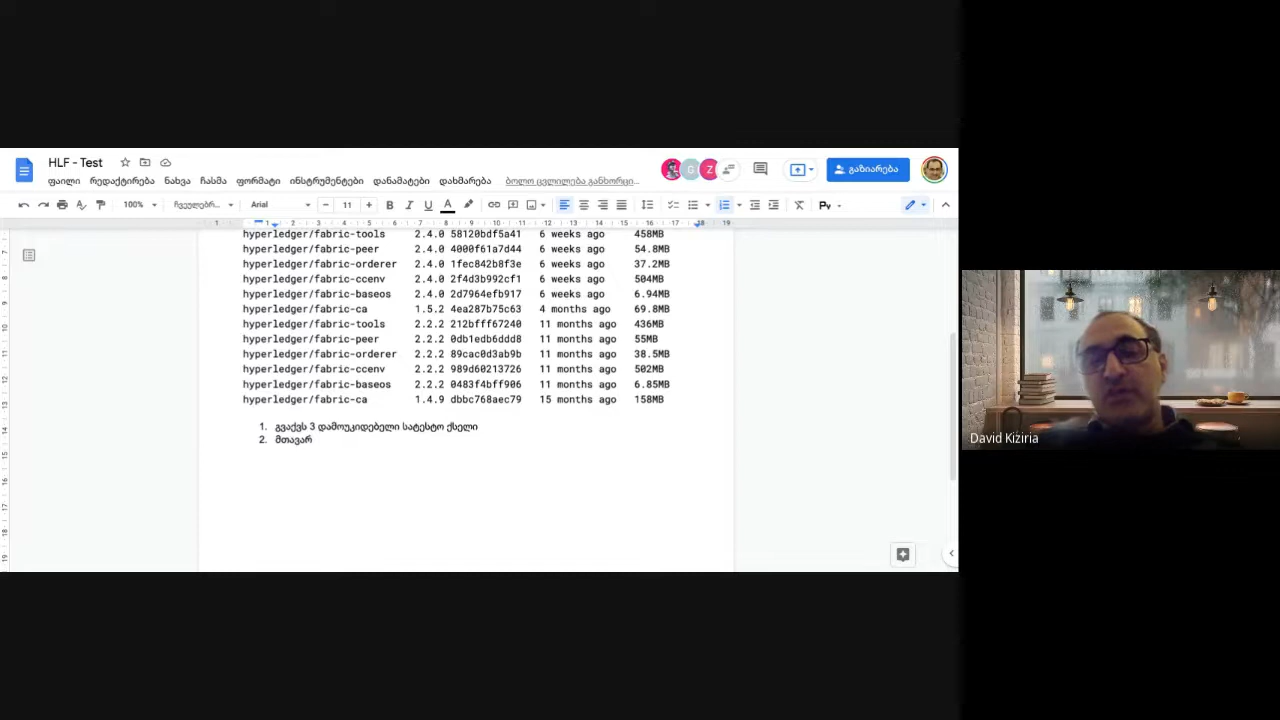 HLF - Test
გაზიარება
ფაილი რედაქტირება ნახვა ჩასმა ფორმატი ინსტრუმენტები დანამატები დახმარება ბოლო ცვლილება განხორცი...
100% ჩვეულებრ... Arial 11
hyperledger/fabric-tools 2.4.0 58120bdf5a41 6 weeks ago 458MB
hyperledger/fabric-peer 2.4.0 4000f61a7d44 6 weeks ago 54.8MB
hyperledger/fabric-orderer 2.4.0 1fec842b8f3e 6 weeks ago 37.2MB
hyperledger/fabric-ccenv 2.4.0 2f4d3b992cf1 6 weeks ago 504MB
hyperledger/fabric-baseos 2.4.0 2d7964efb917 6 weeks ago 6.94MB
hyperledger/fabric-ca 1.5.2 4ea287b75c63 4 months ago 69.8MB
hyperledger/fabric-tools 2.2.2 212bfff67240 11 months ago 436MB
hyperledger/fabric-peer 2.2.2 0db1edb6ddd8 11 months ago 55MB
hyperledger/fabric-orderer 2.2.2 89cac0d3ab9b 11 months ago 38.5MB
hyperledger/fabric-ccenv 2.2.2 989d60213726 11 months ago 502MB
hyperledger/fabric-baseos 2.2.2 0483f4bff906 11 months ago 6.85MB
hyperledger/fabric-ca 1.4.9 dbbc768aec79 15 months ago 158MB
1. გვაქვს 3 დამოუკიდებელი სატესტო ქსელი
2. მთავარ
David Kiziria